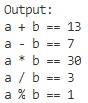 Output:
a + b == 13
a - b == 7
a * b == 30
a / b == 3
a % b == 1